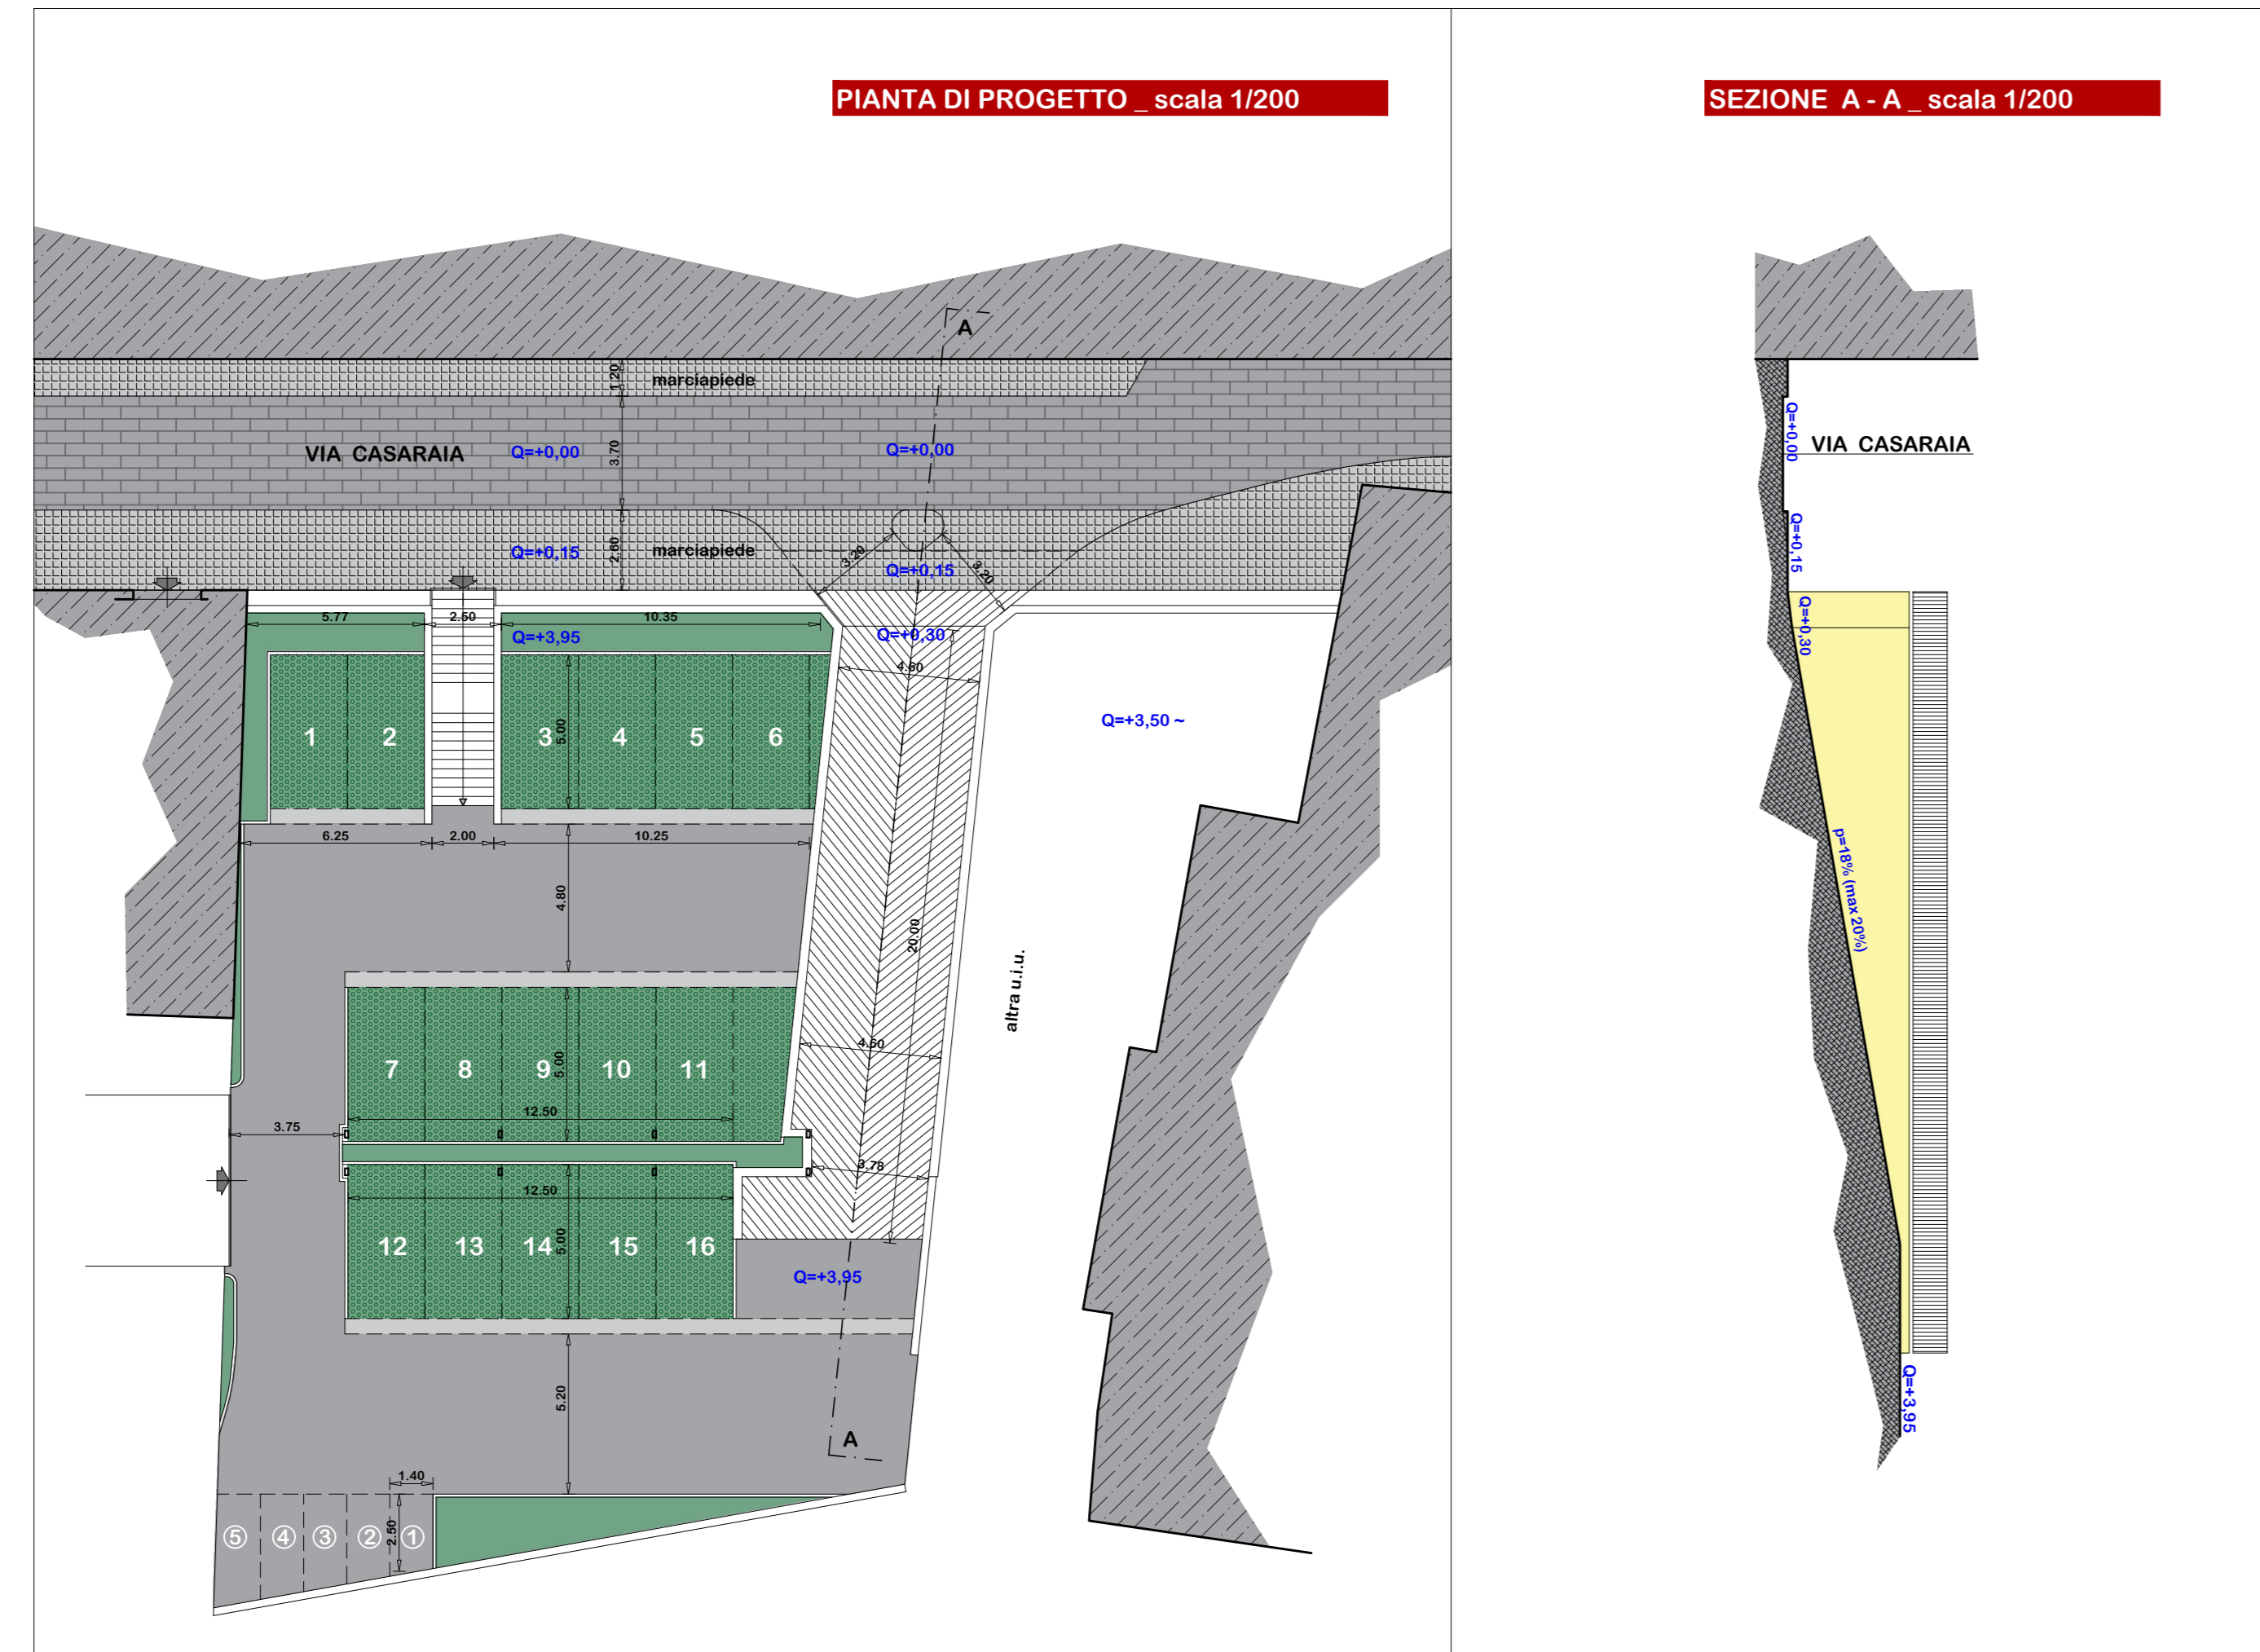 PIANTA DI PROGETTO _ scala 1/200
SEZIONE A - A _ scala 1/200
A
1.20
marciapiede
VIA CASARAIA
Q=+0,00
3.70
Q=+0,00
Q=+0,15
2.60
marciapiede
3.20
Q=+0,15
3.20
5.77
2.50
10.35
Q=+3,95
Q=+0,30
4.60
Q=+3,50 ~
1
2
3
5.00
4
5
6
6.25
2.00
10.25
4.80
20.00
altra u.i.u.
4.60
7
8
9
5.00
10
11
12.50
3.75
3.78
12.50
12
13
14
5.00
15
16
Q=+3,95
5.20
A
1.40
2.50
⑤
④
③
②
①
Q=+0,00
VIA CASARAIA
Q=+0,15
Q=+0,30
p=18% (max 20%)
Q=+3,95